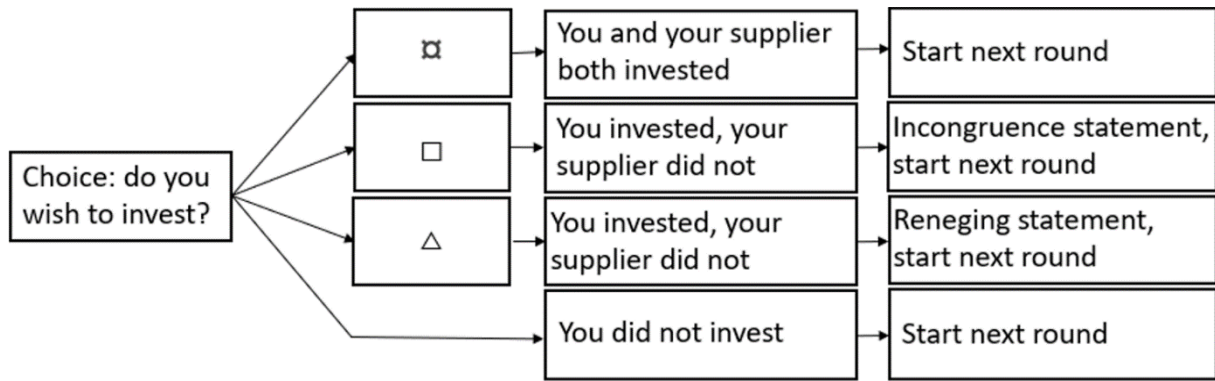 Choice: do you
wish to invest?
¤
You and your supplier
both invested
Start next round
□
You invested, your
supplier did not
Incongruence statement,
start next round
△
You invested, your
supplier did not
Reneging statement,
start next round
You did not invest
Start next round